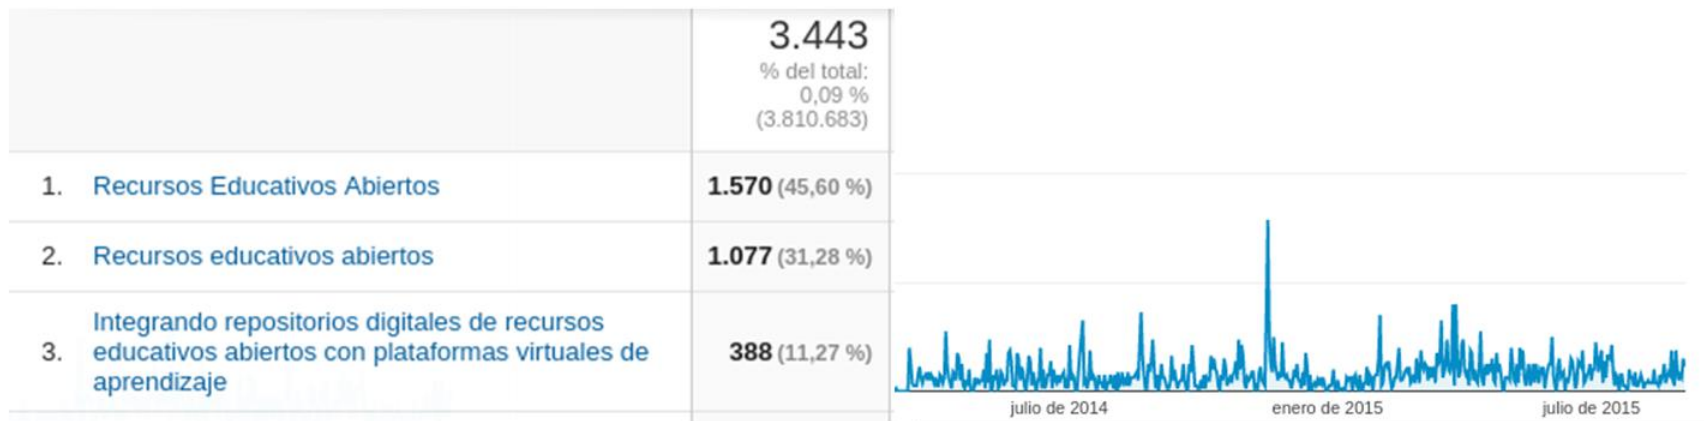 3.443
% del total:
0,09 %
(3.810.683)
1. Recursos Educativos Abiertos 1.570 (45,60 %)
2. Recursos educativos abiertos 1.077 (31,28 %)
Integrando repositorios digitales de recursos
3. educativos abiertos con plataformas virtuales de 388 (11,27 %)
aprendizaje
julio de 2014 enero de 2015 julio de 2015